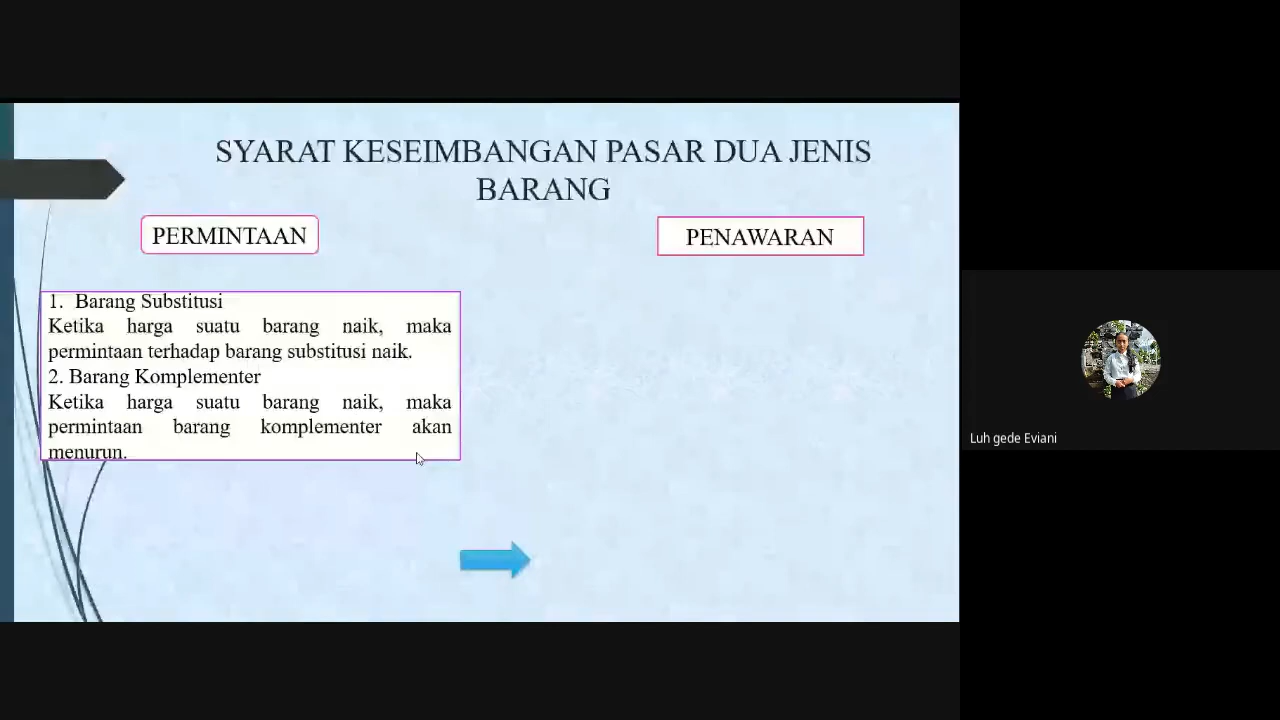 SYARAT KESEIMBANGAN PASAR DUA JENIS
BARANG
PERMINTAAN
PENAWARAN
1. Barang Substitusi
Ketika harga suatu barang naik, maka
permintaan terhadap barang substitusi naik.
2. Barang Komplementer
Ketika harga suatu barang naik, maka
permintaan barang komplementer akan
menurun.
Luh gede Eviani